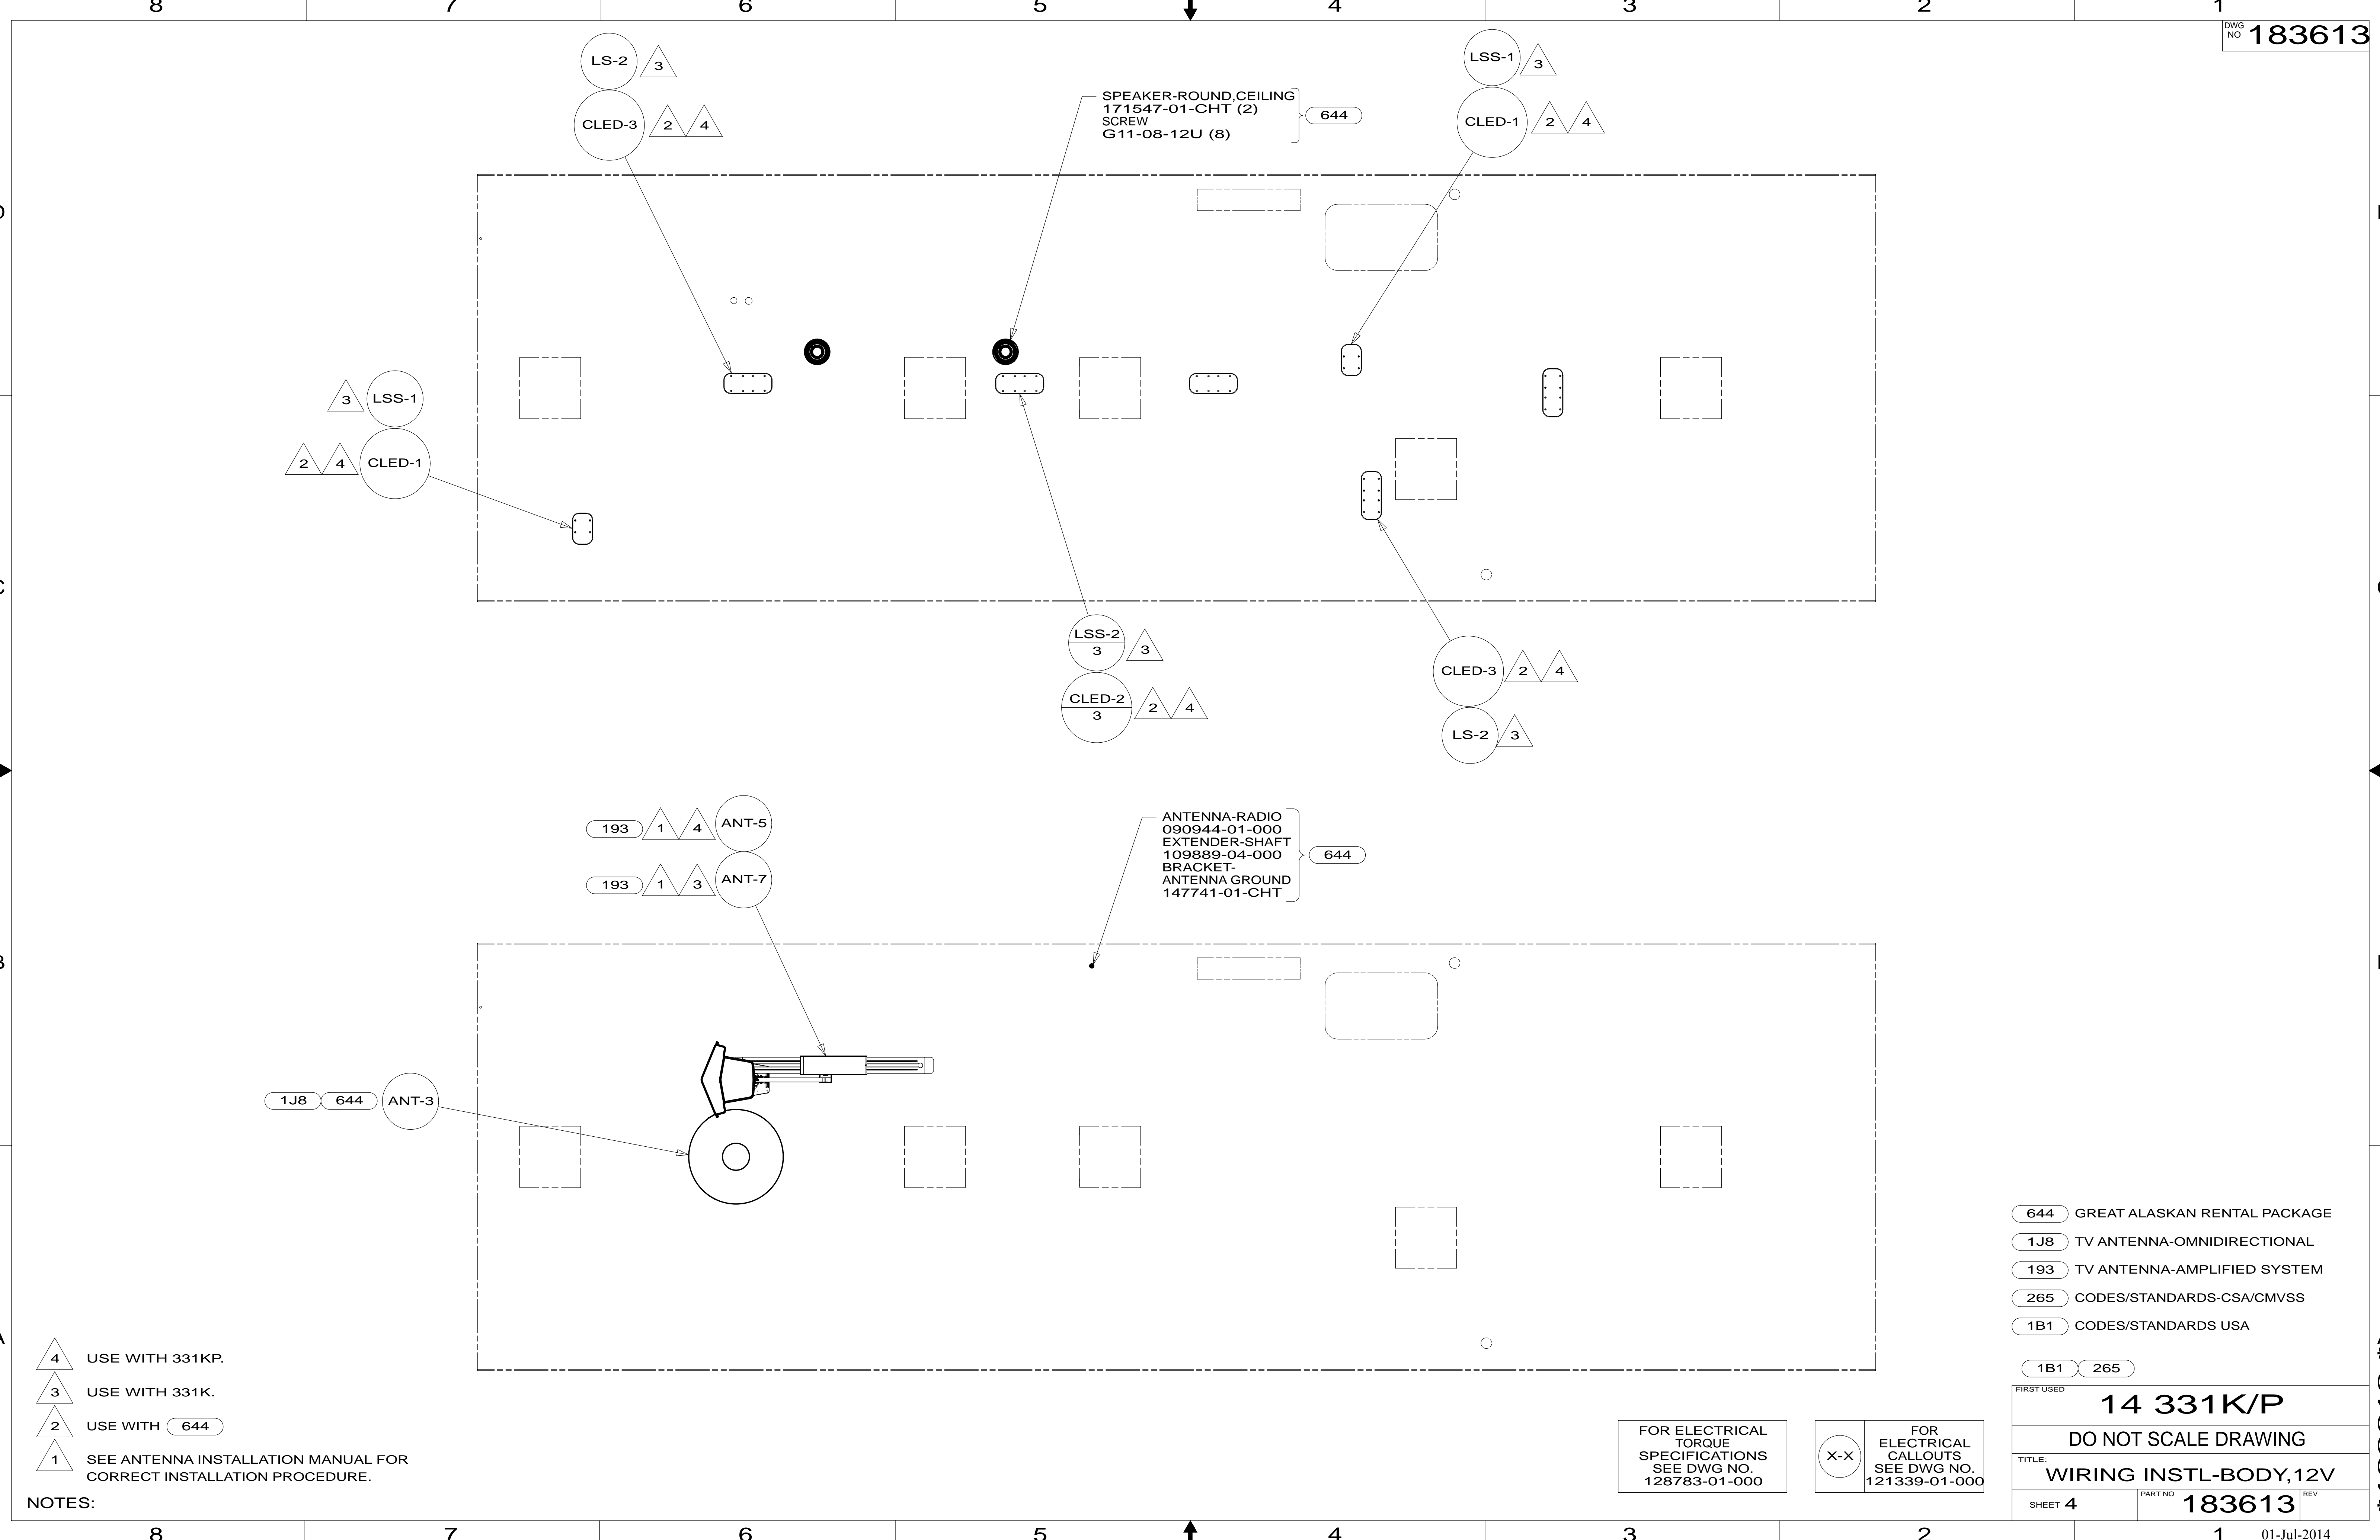 8 7 6 5 4 3 2 1
DWG NO 183613
LS-2 3
CLED-3 2 4
SPEAKER-ROUND,CEILING
171547-01-CHT (2)
SCREW
G11-08-12U (8)
644
LSS-1 3
CLED-1 2 4
D
3 LSS-1
2 4 CLED-1
C
LSS-2
3
3
CLED-2
3
2 4
CLED-3 2 4
LS-2 3
193 1 4 ANT-5
193 1 3 ANT-7
ANTENNA-RADIO
090944-01-000
EXTENDER-SHAFT
109889-04-000
BRACKET-
ANTENNA GROUND
147741-01-CHT
644
B
1J8 644 ANT-3
644 GREAT ALASKAN RENTAL PACKAGE
1J8 TV ANTENNA-OMNIDIRECTIONAL
193 TV ANTENNA-AMPLIFIED SYSTEM
265 CODES/STANDARDS-CSA/CMVSS
1B1 CODES/STANDARDS USA
A
1B1 265
4 USE WITH 331KP.
3 USE WITH 331K.
2 USE WITH 644
1 SEE ANTENNA INSTALLATION MANUAL FOR
CORRECT INSTALLATION PROCEDURE.
NOTES:
FOR ELECTRICAL
TORQUE
SPECIFICATIONS
SEE DWG NO.
128783-01-000
X-X
FOR
ELECTRICAL
CALLOUTS
SEE DWG NO.
121339-01-000
FIRST USED
14 331K/P
DO NOT SCALE DRAWING
TITLE:
WIRING INSTL-BODY,12V
SHEET 4
PART NO 183613
REV
8 7 6 5 4 3 2 1
01-Jul-2014